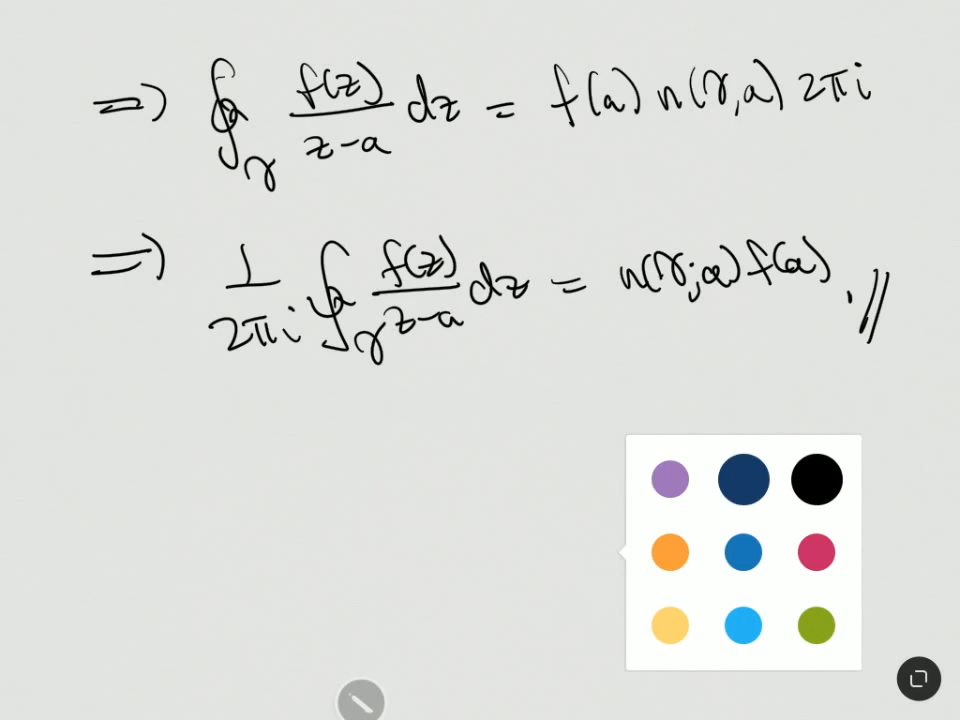 ⇒ ∮_γ f(z)/(z-a) dz = f(a) n(γ,a) 2πi
⇒ 1/(2πi) ∮_γ f(z)/(z-a) dz = n(γ;a) f(a). //